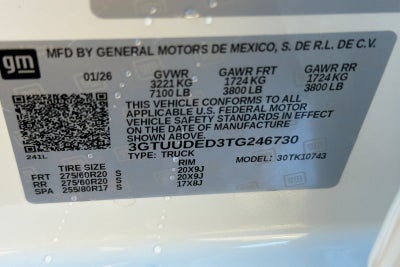 gm
MFD BY GENERAL MOTORS DE MEXICO, S. DE R.L. DE C.V.
01/26 GVWR GAWR FRT GAWR RR
3221 KG 1724 KG 1724 KG
7100 LB 3800 LB 3800 LB
THIS VEHICLE CONFORMS TO ALL
APPLICABLE U.S. FEDERAL MOTOR
VEHICLE SAFETY STANDARDS IN EFFECT
ON THE DATE OF MANUFACTURE
SHOWN ABOVE.
3GTUUDED3TG246730
241L TYPE: TRUCK MODEL: 30TK10743
TIRE SIZE RIM
FRT 275/60R20 S 20X9J
RR 275/60R20 S 20X9J
SPA 255/80R17 S 17X8J